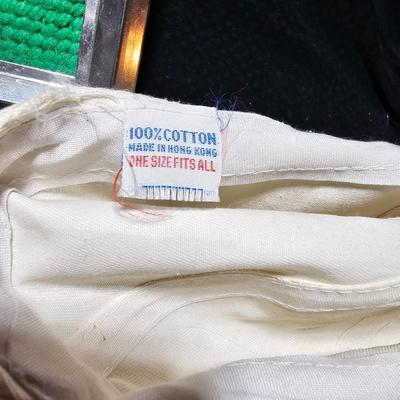 100% COTTON
MADE IN HONG KONG
ONE SIZE FITS ALL